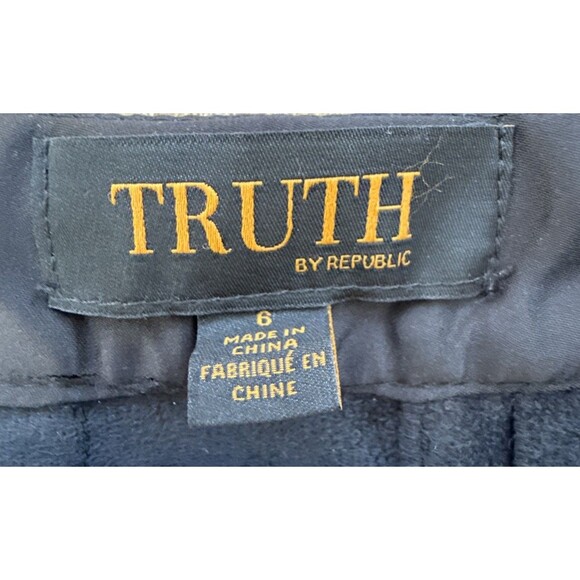 TRUTH
BY REPUBLIC
6
MADE IN
CHINA
FABRIQUÉ EN
CHINE